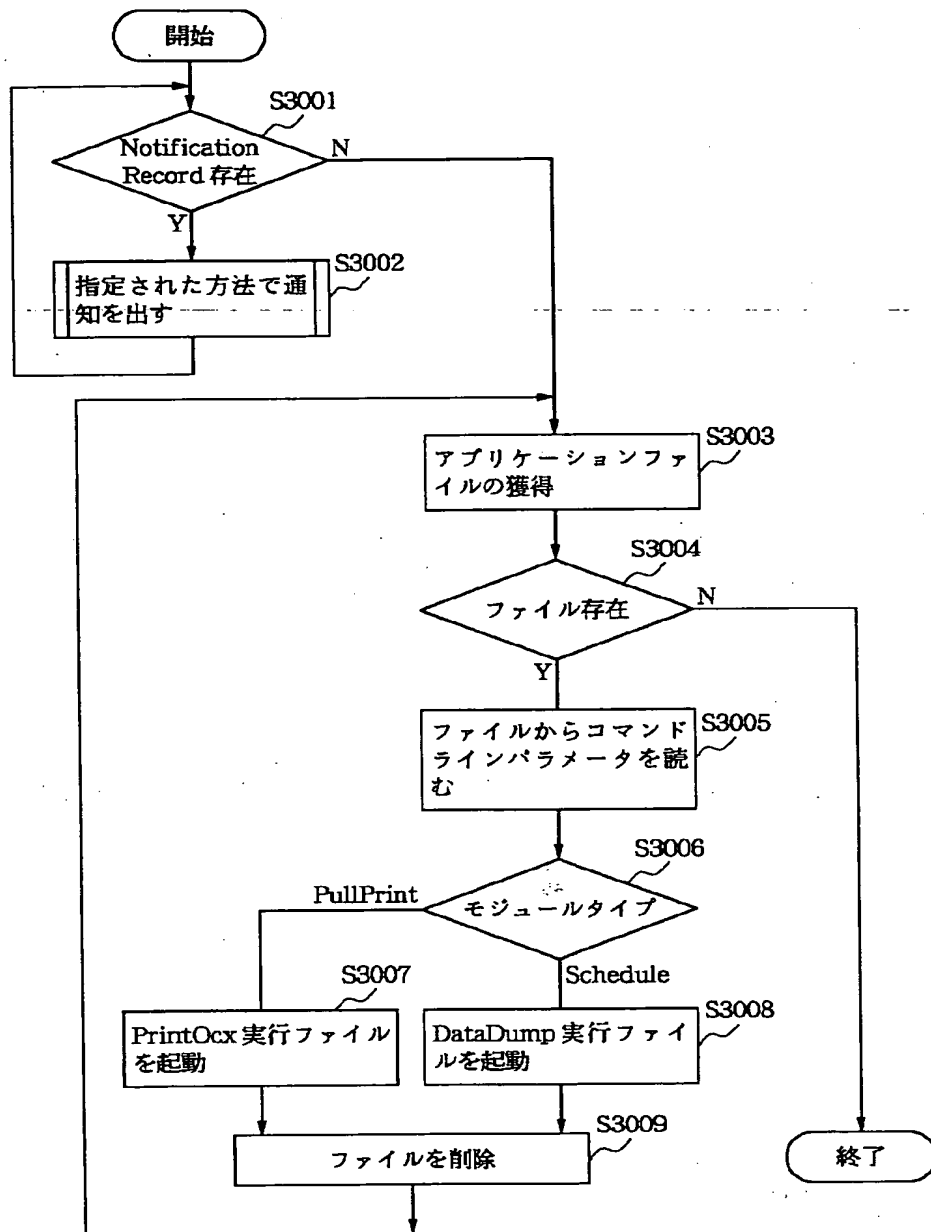 開始
S3001
Notification
Record 存在
N
Y
S3002
指定された方法で通
知を出す
S3003
アプリケーションファ
イルの獲得
S3004
ファイル存在
N
Y
S3005
ファイルからコマンド
ラインパラメータを読
む
S3006
モジュールタイプ
PullPrint
Schedule
S3007
PrintOcx 実行ファイル
を起動
S3008
DataDump 実行ファイ
ルを起動
S3009
ファイルを削除
終了